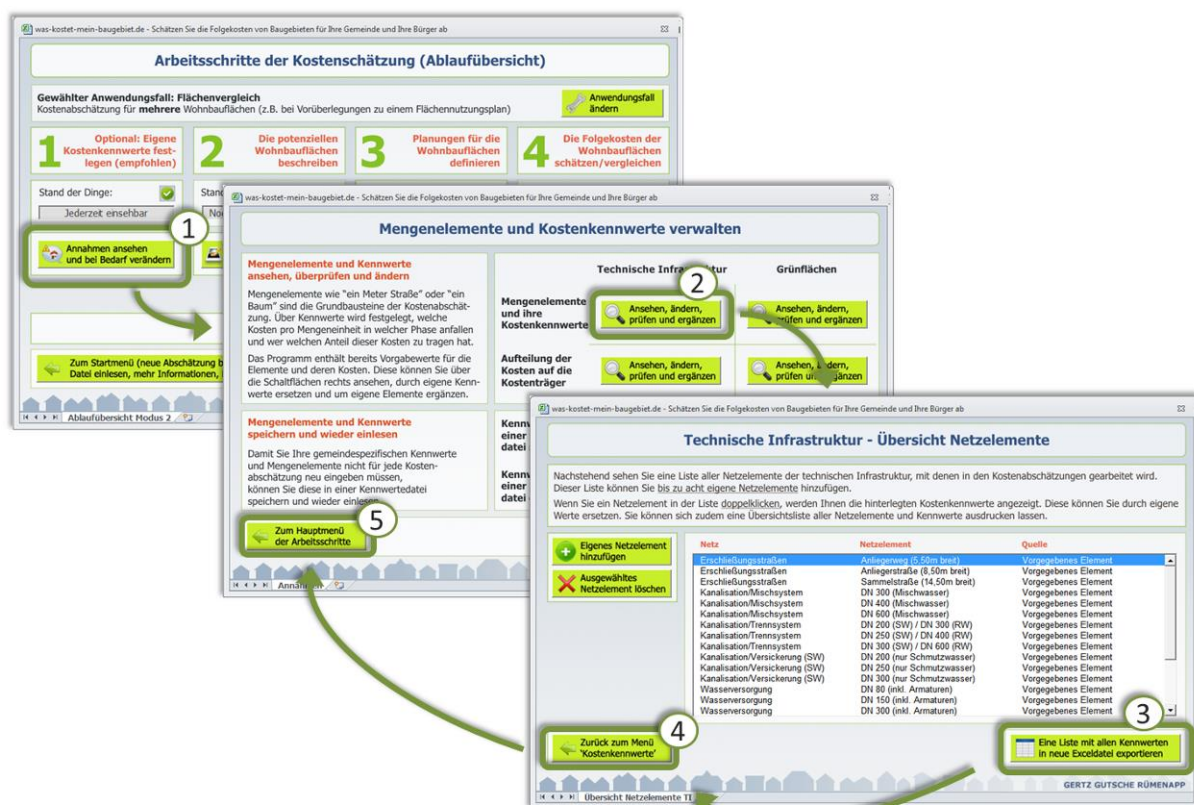 was-kostet-mein-baugebiet.de - Schätzen Sie die Folgekosten von Baugebieten für Ihre Gemeinde und Ihre Bürger ab
Arbeitsschritte der Kostenschätzung (Ablaufübersicht)
Gewählter Anwendungsfall: Flächenvergleich
Kostenabschätzung für mehrere Wohnbauflächen (z.B. bei Vorüberlegungen zu einem Flächennutzungsplan)
Anwendungsfall
ändern
1
Optional: Eigene
Kostenkennwerte fest-
legen (empfohlen)
2
Die potenziellen
Wohnbauflächen
beschreiben
3
Planungen für die
Wohnbauflächen
definieren
4
Die Folgekosten der
Wohnbauflächen
schätzen/vergleichen
Stand der Dinge:
Jederzeit einsehbar
Annahmen ansehen
und bei Bedarf verändern
1
Zum Startmenü (neue Abschätzung
Datei einlesen, mehr Informationen,
Ablaufübersicht Modus 2
was-kostet-mein-baugebiet.de - Schätzen Sie die Folgekosten von Baugebieten für Ihre Gemeinde und Ihre Bürger ab
Mengenelemente und Kostenkennwerte verwalten
Mengenelemente und Kennwerte
ansehen, überprüfen und ändern
Mengenelemente wie "ein Meter Straße" oder "ein
Baum" sind die Grundbausteine der Kostenabschät-
zung. Über Kennwerte wird festgelegt, welche
Kosten pro Mengeneinheit in welcher Phase anfallen
und wer welchen Anteil dieser Kosten zu tragen hat.
Das Programm enthält bereits Vorgabewerte für die
Elemente und deren Kosten. Diese können Sie über
die Schaltflächen rechts ansehen, durch eigene Kenn-
werte ersetzen und um eigene Elemente ergänzen.
Technische
Grünflächen
2
Mengenelemente
und ihre
Kostenkennwerte
Ansehen, ändern,
prüfen und ergänzen
Ansehen, ändern,
prüfen und ergänzen
Aufteilung der
Kosten auf die
Kostenträger
Ansehen, ändern,
prüfen und ergänzen
Ansehen, ändern,
prüfen und ergänzen
Mengenelemente und Kennwerte
speichern und wieder einlesen
Damit Sie Ihre gemeindespezifischen Kennwerte
und Mengenelemente nicht für jede Kosten-
abschätzung neu eingeben müssen,
können Sie diese in einer Kennwertedatei
speichern und wieder einlesen
einer
datei
einer
datei
Zum Hauptmenü
der Arbeitsschritte
5
was-kostet-mein-baugebiet.de - Schätzen Sie die Folgekosten von Baugebieten für Ihre Gemeinde und Ihre Bürger ab
Technische Infrastruktur - Übersicht Netzelemente
Nachstehend sehen Sie eine Liste aller Netzelemente der technischen Infrastruktur, mit denen in den Kostenabschätzungen gearbeitet wird.
Dieser Liste können Sie bis zu acht eigene Netzelemente hinzufügen.
Wenn Sie ein Netzelement in der Liste doppelklicken, werden Ihnen die hinterlegten Kostenkennwerte angezeigt. Diese können Sie durch eigene
Werte ersetzen. Sie können sich zudem eine Übersichtsliste aller Netzelemente und Kennwerte ausdrucken lassen.
Eigenes Netzelement
hinzufügen
Ausgewähltes
Netzelement löschen
Netz Netzelement Quelle
Erschließungsstraßen Anliegerweg (5,50m breit) Vorgegebenes Element
Erschließungsstraßen Anliegerstraße (8,50m breit) Vorgegebenes Element
Erschließungsstraßen Sammelstraße (14,50m breit) Vorgegebenes Element
Kanalisation/Mischsystem DN 300 (Mischwasser) Vorgegebenes Element
Kanalisation/Mischsystem DN 400 (Mischwasser) Vorgegebenes Element
Kanalisation/Mischsystem DN 600 (Mischwasser) Vorgegebenes Element
Kanalisation/Trennsystem DN 200 (SW) / DN 300 (RW) Vorgegebenes Element
Kanalisation/Trennsystem DN 250 (SW) / DN 400 (RW) Vorgegebenes Element
Kanalisation/Trennsystem DN 300 (SW) / DN 600 (RW) Vorgegebenes Element
Kanalisation/Versickerung (SW) DN 200 (nur Schmutzwasser) Vorgegebenes Element
Kanalisation/Versickerung (SW) DN 250 (nur Schmutzwasser) Vorgegebenes Element
Kanalisation/Versickerung (SW) DN 300 (nur Schmutzwasser) Vorgegebenes Element
Wasserversorgung DN 80 (inkl. Armaturen) Vorgegebenes Element
Wasserversorgung DN 150 (inkl. Armaturen) Vorgegebenes Element
Wasserversorgung DN 300 (inkl. Armaturen) Vorgegebenes Element
Zurück zum Menü
'Kostenkennwerte'
4
3
Eine Liste mit allen Kennwerten
in neue Exceldatei exportieren
GERTZ GUTSCHE RÜMENAPP
Übersicht Netzelemente TI